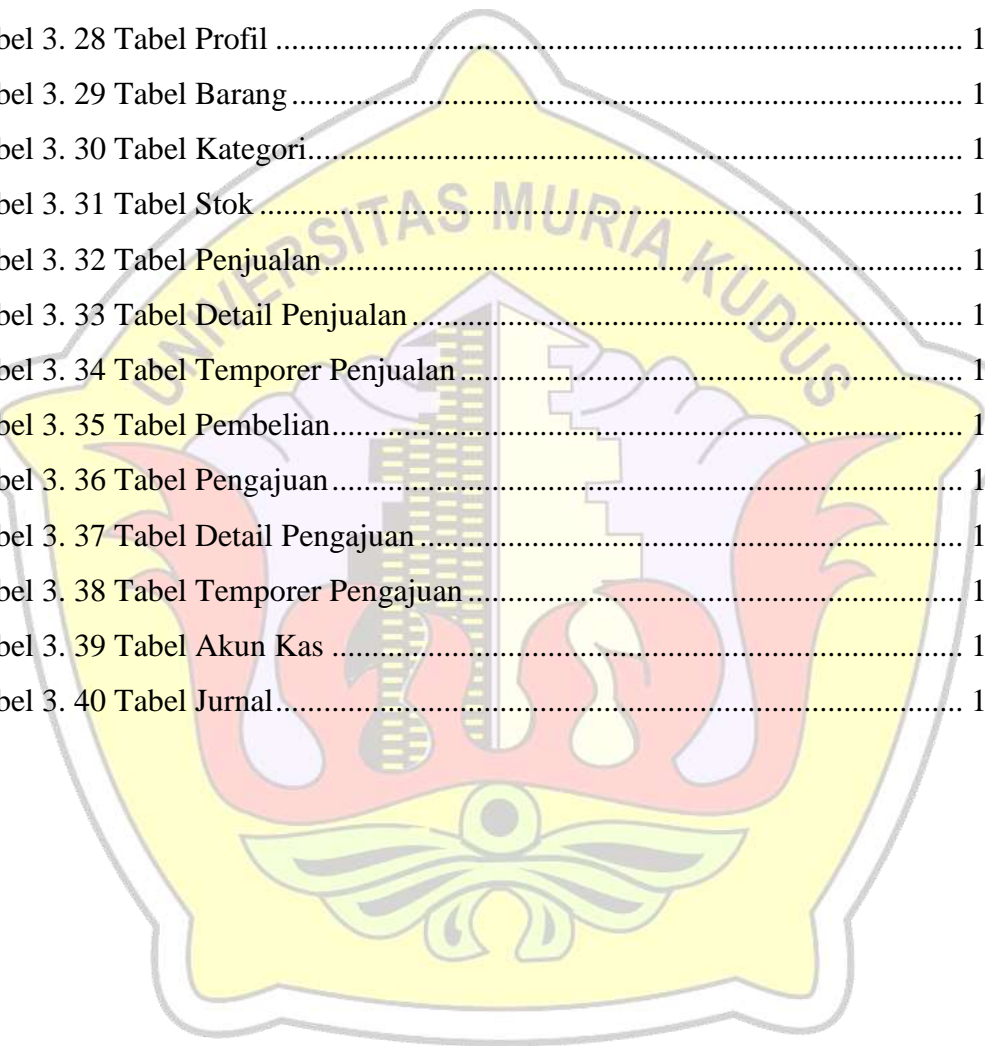 bel 3. 28 Tabel Profil ................................................................................... 1
bel 3. 29 Tabel Barang ................................................................................. 1
bel 3. 30 Tabel Kategori............................................................................... 1
bel 3. 31 Tabel Stok ..................................................................................... 1
bel 3. 32 Tabel Penjualan............................................................................. 1
bel 3. 33 Tabel Detail Penjualan .................................................................. 1
bel 3. 34 Tabel Temporer Penjualan ............................................................ 1
bel 3. 35 Tabel Pembelian............................................................................ 1
bel 3. 36 Tabel Pengajuan ............................................................................ 1
bel 3. 37 Tabel Detail Pengajuan ................................................................. 1
bel 3. 38 Tabel Temporer Pengajuan ........................................................... 1
bel 3. 39 Tabel Akun Kas ............................................................................ 1
bel 3. 40 Tabel Jurnal................................................................................... 1
UNIVERSITAS MURIA KUDUS